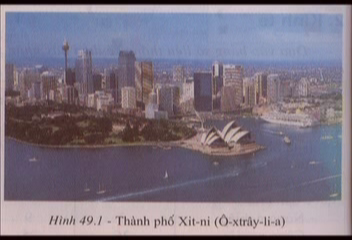 Hình 49.1 - Thành phố Xit-ni (Ô-xtrây-li-a)